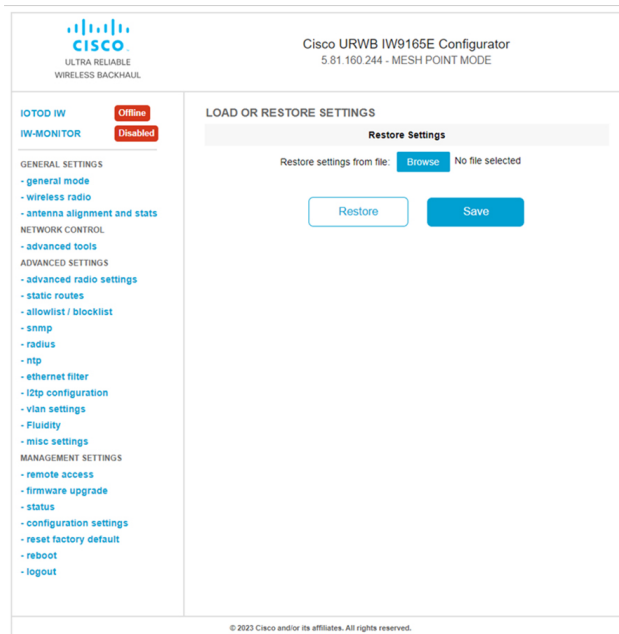 CISCO
ULTRA RELIABLE
WIRELESS BACKHAUL
Cisco URWB IW9165E Configurator
5.81.160.244 - MESH POINT MODE
IOTOD IW Offline
IW-MONITOR Disabled
GENERAL SETTINGS
- general mode
- wireless radio
- antenna alignment and stats
NETWORK CONTROL
- advanced tools
ADVANCED SETTINGS
- advanced radio settings
- static routes
- allowlist / blocklist
- snmp
- radius
- ntp
- ethernet filter
- l2tp configuration
- vlan settings
- Fluidity
- misc settings
MANAGEMENT SETTINGS
- remote access
- firmware upgrade
- status
- configuration settings
- reset factory default
- reboot
- logout
LOAD OR RESTORE SETTINGS
Restore Settings
Restore settings from file: Browse No file selected
Restore Save
© 2023 Cisco and/or its affiliates. All rights reserved.